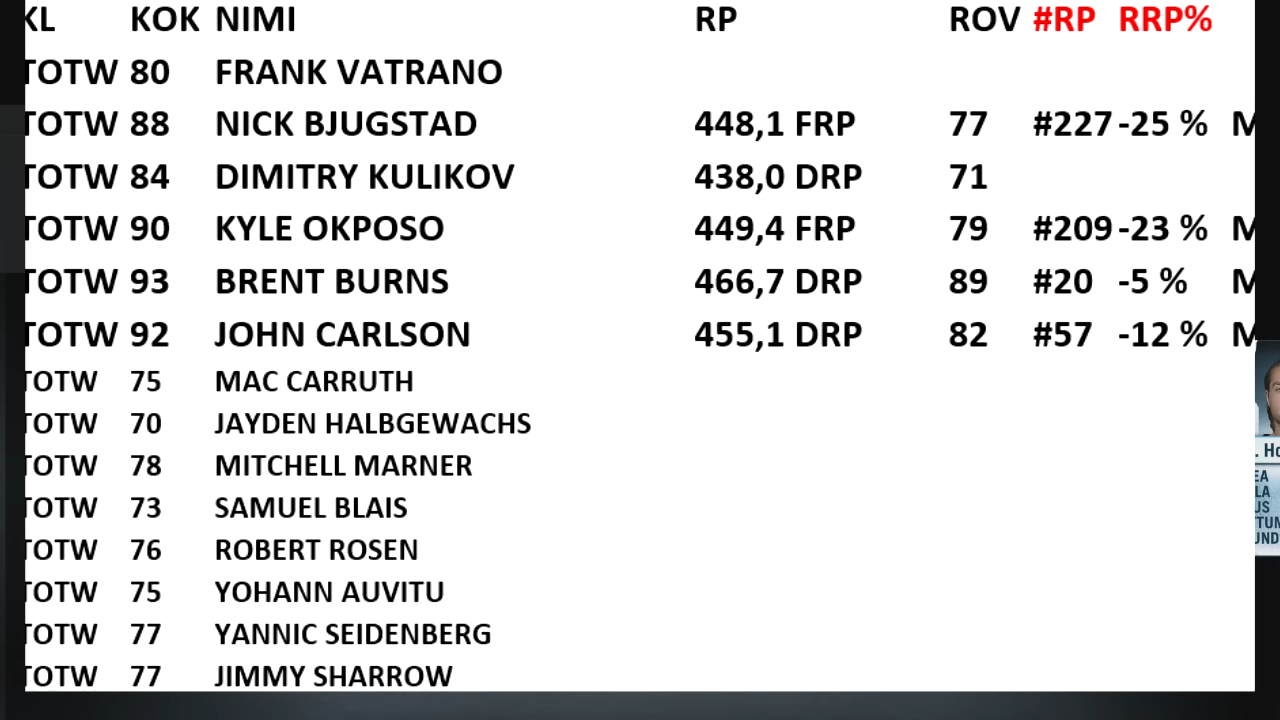 KL KOK NIMI RP ROV #RP RRP%
TOTW 80 FRANK VATRANO
TOTW 88 NICK BJUGSTAD 448,1 FRP 77 #227 -25 % M
TOTW 84 DIMITRY KULIKOV 438,0 DRP 71
TOTW 90 KYLE OKPOSO 449,4 FRP 79 #209 -23 % M
TOTW 93 BRENT BURNS 466,7 DRP 89 #20 -5 % M
TOTW 92 JOHN CARLSON 455,1 DRP 82 #57 -12 % M
TOTW 75 MAC CARRUTH
TOTW 70 JAYDEN HALBGEWACHS
TOTW 78 MITCHELL MARNER
TOTW 73 SAMUEL BLAIS
TOTW 76 ROBERT ROSEN
TOTW 75 YOHANN AUVITU
TOTW 77 YANNIC SEIDENBERG
TOTW 77 JIMMY SHARROW